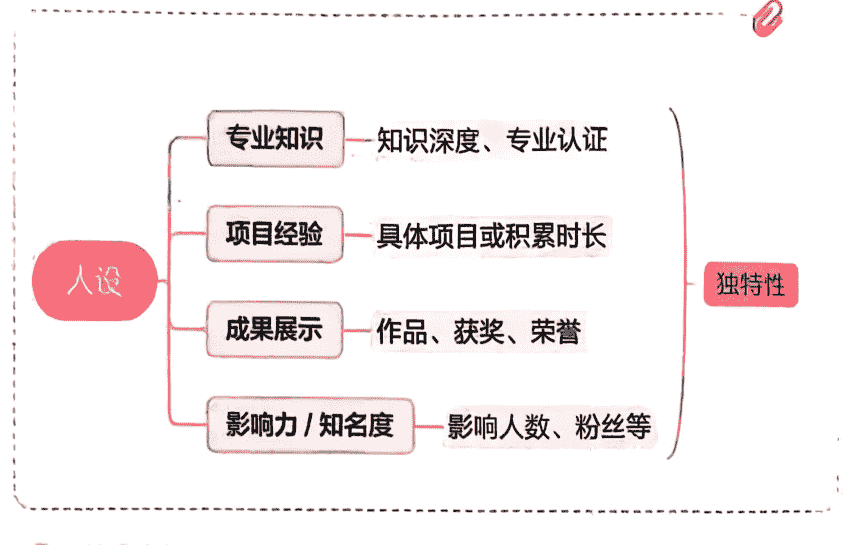 人设
专业知识
知识深度、专业认证
项目经验
具体项目或积累时长
成果展示
作品、获奖、荣誉
影响力 / 知名度
影响人数、粉丝等
独特性